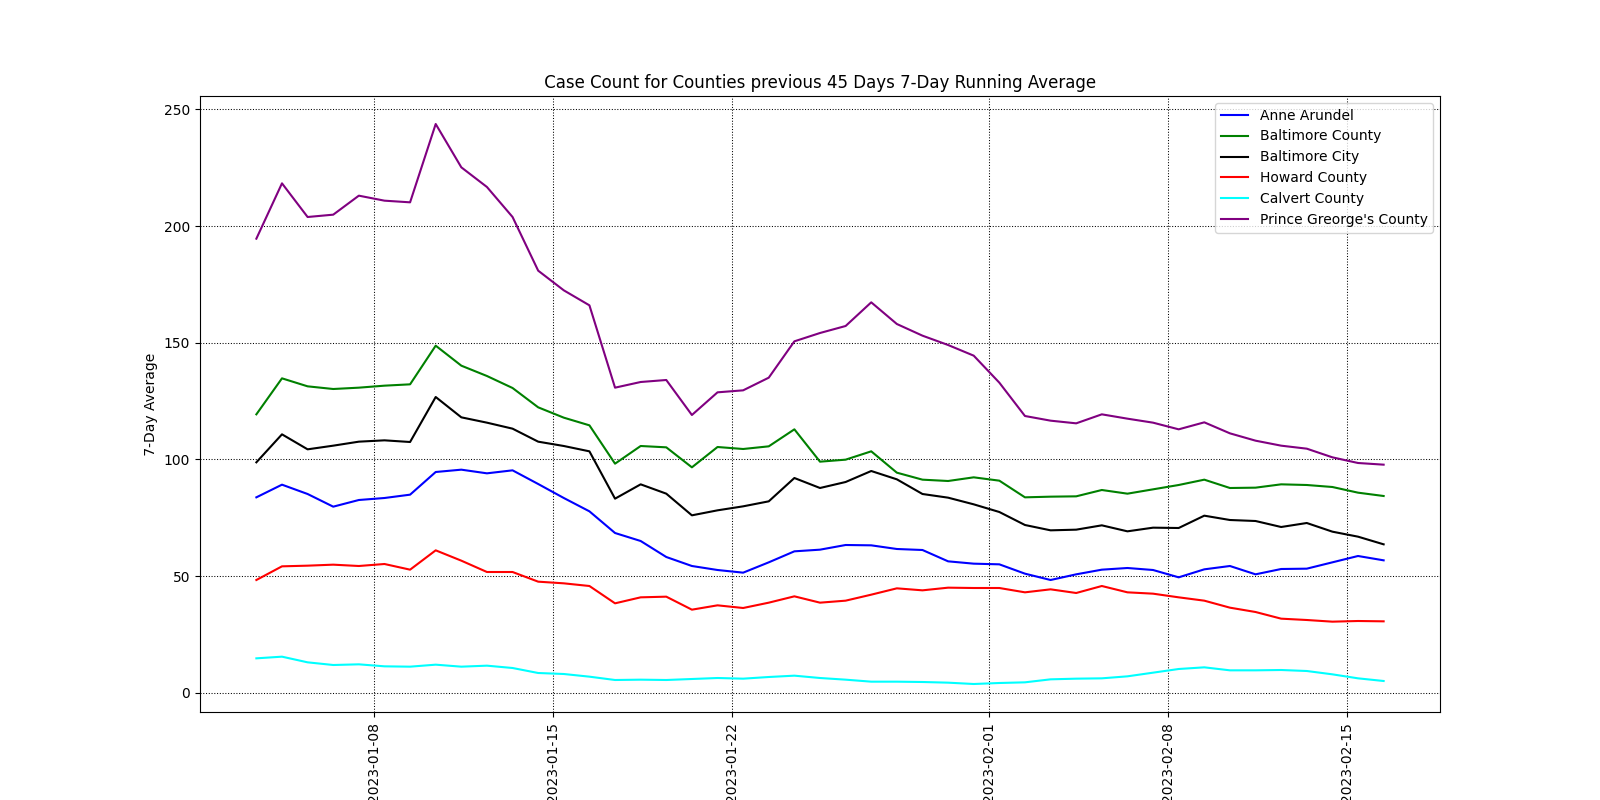 Case Count for Counties previous 45 Days 7-Day Running Average
7-Day Average
250
200
150
100
50
0
Anne Arundel
Baltimore County
Baltimore City
Howard County
Calvert County
Prince Greorge's County
2023-01-08
2023-01-15
2023-01-22
2023-02-01
2023-02-08
2023-02-15